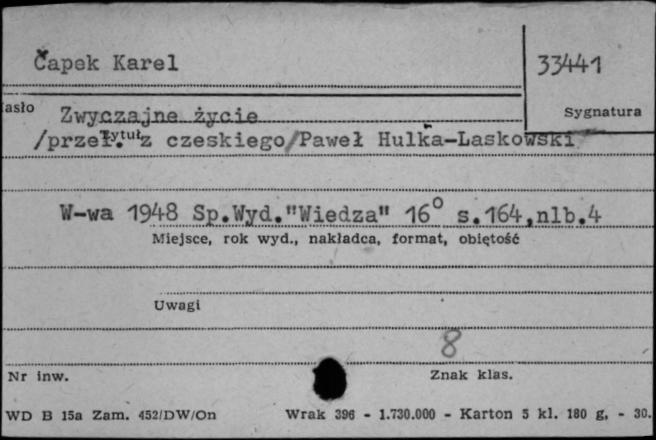 Čapek Karel
33441
asło
Zwyczajne życie
Sygnatura
Tytuł
/przeł. z czeskiego/Paweł Hulka-Laskowski
W-wa 1948 Sp.Wyd."Wiedza" 16° s.164,nlb.4
Miejsce, rok wyd., nakładca, format, obiętość
Uwagi
8
Nr inw.
Znak klas.
WD B 15a Zam. 452/DW/On Wrak 396 - 1.730.000 - Karton 5 kl. 180 g, - 30.